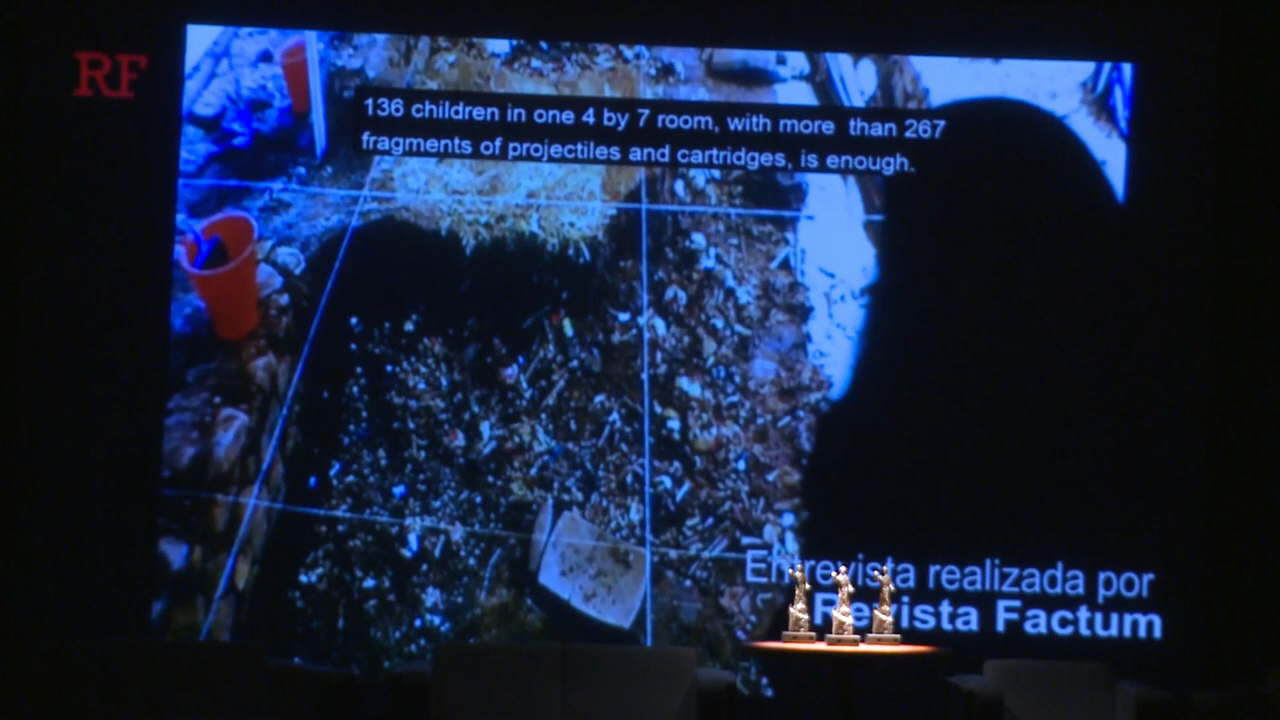 RF
136 children in one 4 by 7 room, with more than 267
fragments of projectiles and cartridges, is enough.
Entrevista realizada por
Revista Factum